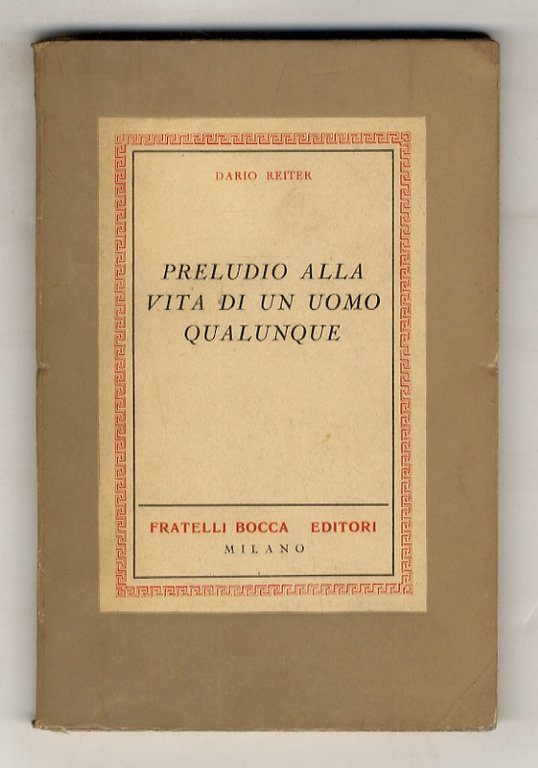 DARIO REITER
PRELUDIO ALLA
VITA DI UN UOMO
QUALUNQUE
FRATELLI BOCCA EDITORI
MILANO